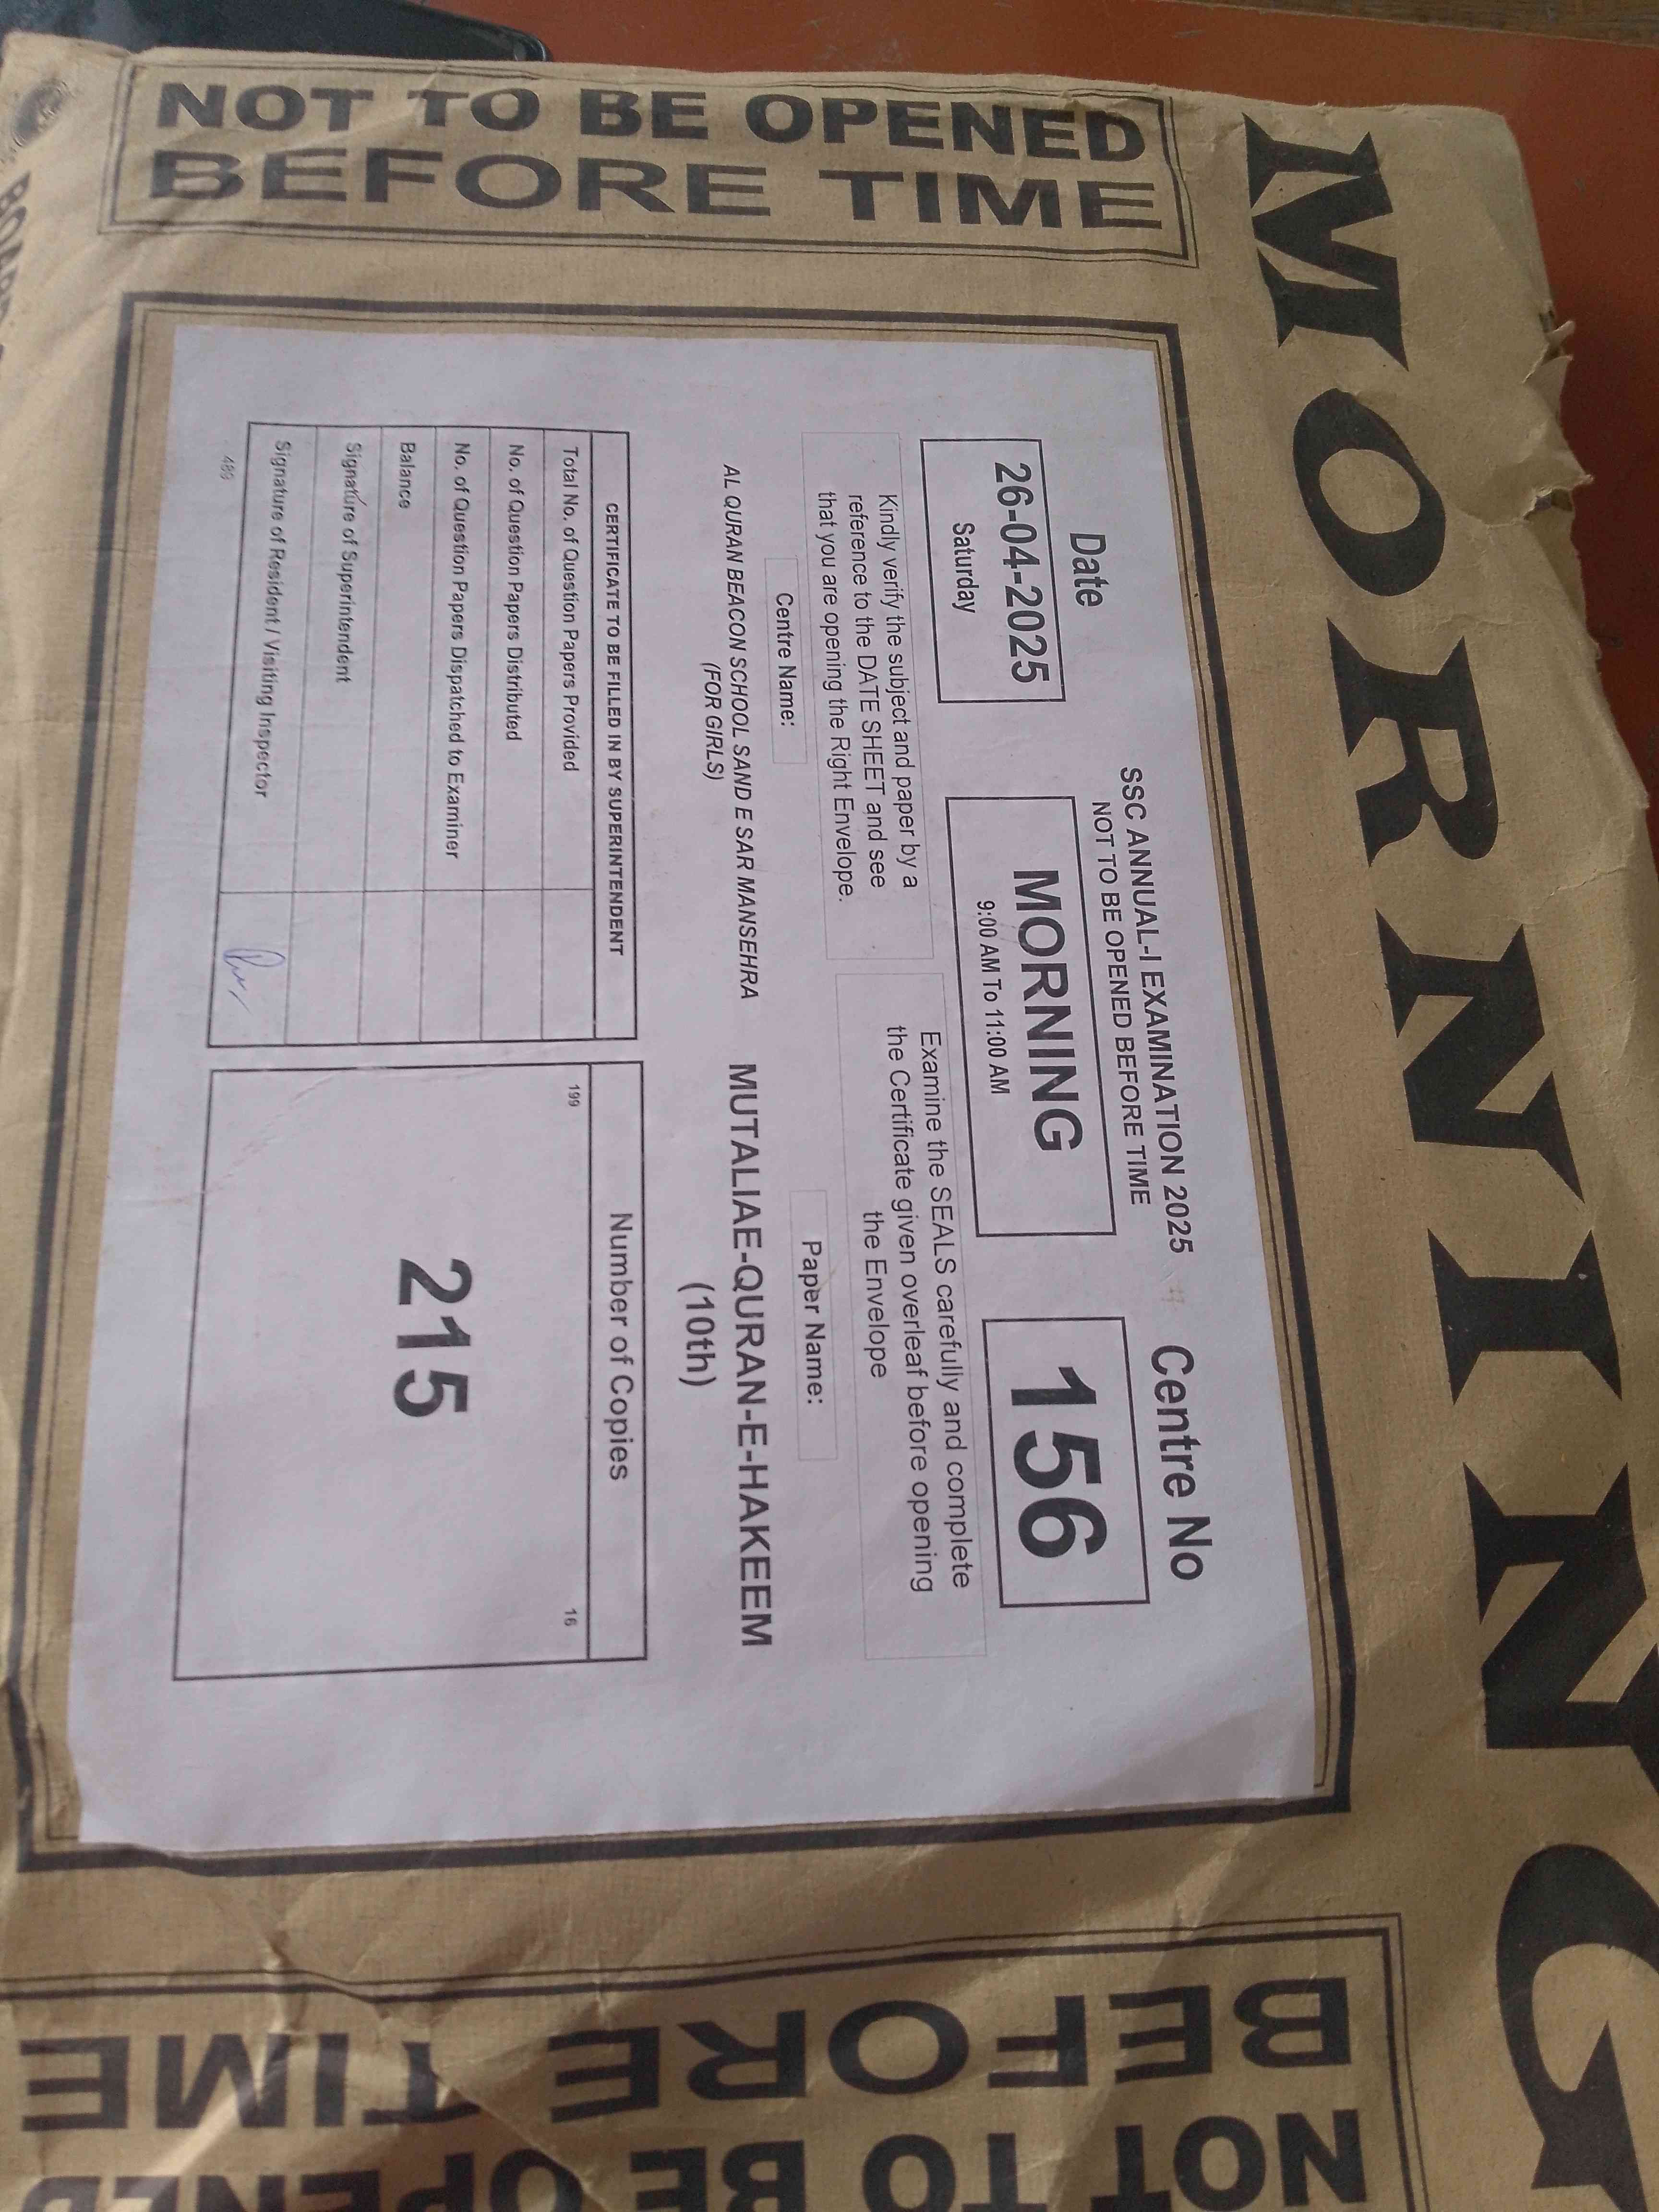 MORNING
NOT TO BE OPENED
BEFORE TIME
SSC ANNUAL-I EXAMINATION 2025
NOT TO BE OPENED BEFORE TIME
Date
26-04-2025
Saturday
MORNING
9:00 AM To 11:00 AM
Centre No
156
Kindly verify the subject and paper by a
reference to the DATE SHEET and see
that you are opening the Right Envelope.
Examine the SEALS carefully and complete
the Certificate given overleaf before opening
the Envelope
Centre Name:
AL QURAN BEACON SCHOOL SAND E SAR MANSEHRA
(FOR GIRLS)
Paper Name:
MUTALIAE-QURAN-E-HAKEEM
(10th)
CERTIFICATE TO BE FILLED IN BY SUPERINTENDENT
Total No. of Question Papers Provided
No. of Question Papers Distributed
No. of Question Papers Dispatched to Examiner
Balance
Signature of Superintendent
Signature of Resident / Visiting Inspector
489
Number of Copies
199
16
215
NOT TO BE OPENED
BEFORE TIME